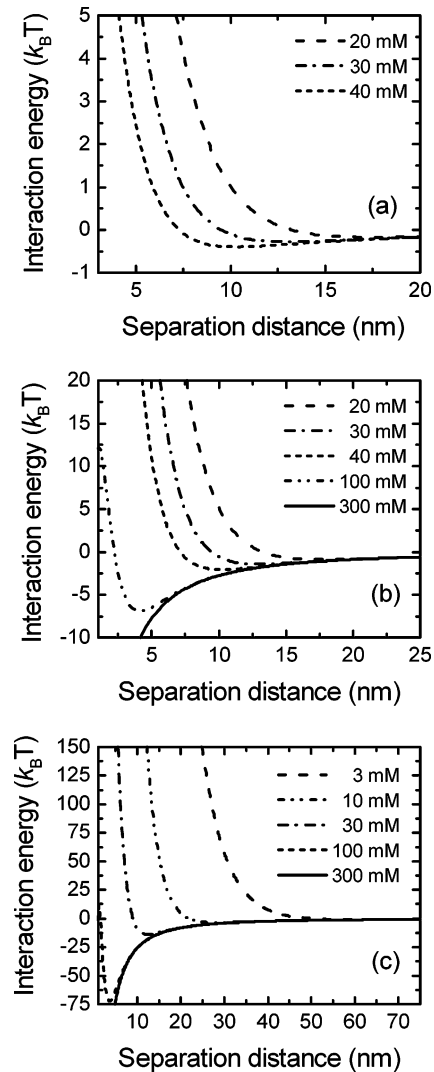 5
4
3
2
1
0
-1
Interaction energy (kBT)
20 mM
30 mM
40 mM
(a)
5 10 15 20
Separation distance (nm)
20
15
10
5
0
-5
-10
Interaction energy (kBT)
20 mM
30 mM
40 mM
100 mM
300 mM
(b)
5 10 15 20 25
Separation distance (nm)
150
125
100
75
50
25
0
-25
-50
-75
Interaction energy (kBT)
3 mM
10 mM
30 mM
100 mM
300 mM
(c)
10 20 30 40 50 60 70
Separation distance (nm)